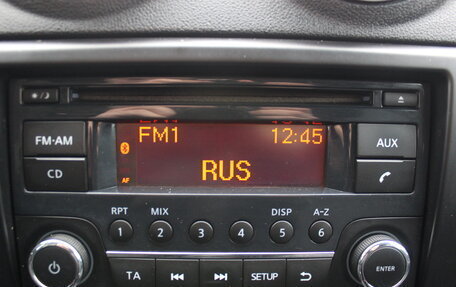 FM·AM
FM1 12:45
AUX
RUS
AF
CD
RPT MIX DISP A-Z
1 2 3 4 5 6
TA SETUP
ENTER